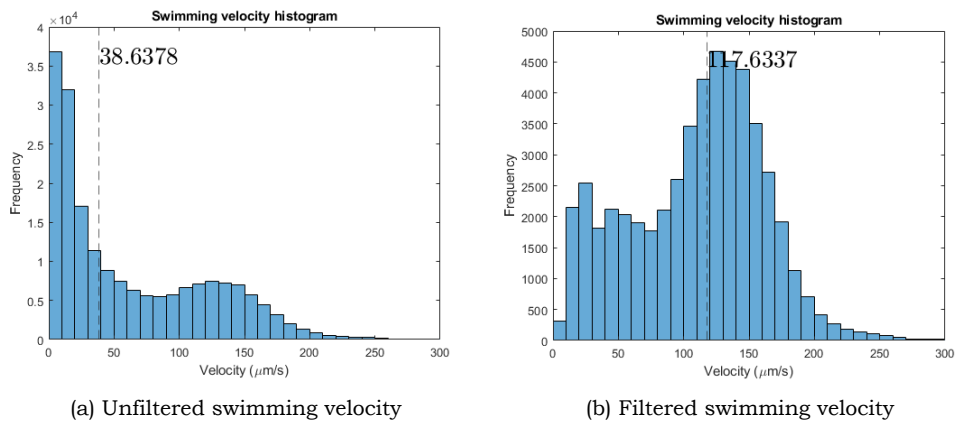 Swimming velocity histogram
×10⁴
4
3.5
3
2.5
2
1.5
1
0.5
0
Frequency
38.6378
0 50 100 150 200 250 300
Velocity (μm/s)
(a) Unfiltered swimming velocity
Swimming velocity histogram
5000
4500
4000
3500
3000
2500
2000
1500
1000
500
0
Frequency
117.6337
0 50 100 150 200 250 300
Velocity (μm/s)
(b) Filtered swimming velocity